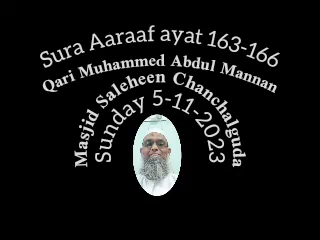 Sura Aaraaf ayat 163-166
Qari Muhammed Abdul Mannan
Masjid Saleheen Chanchalguda
Sunday 5-11-2023